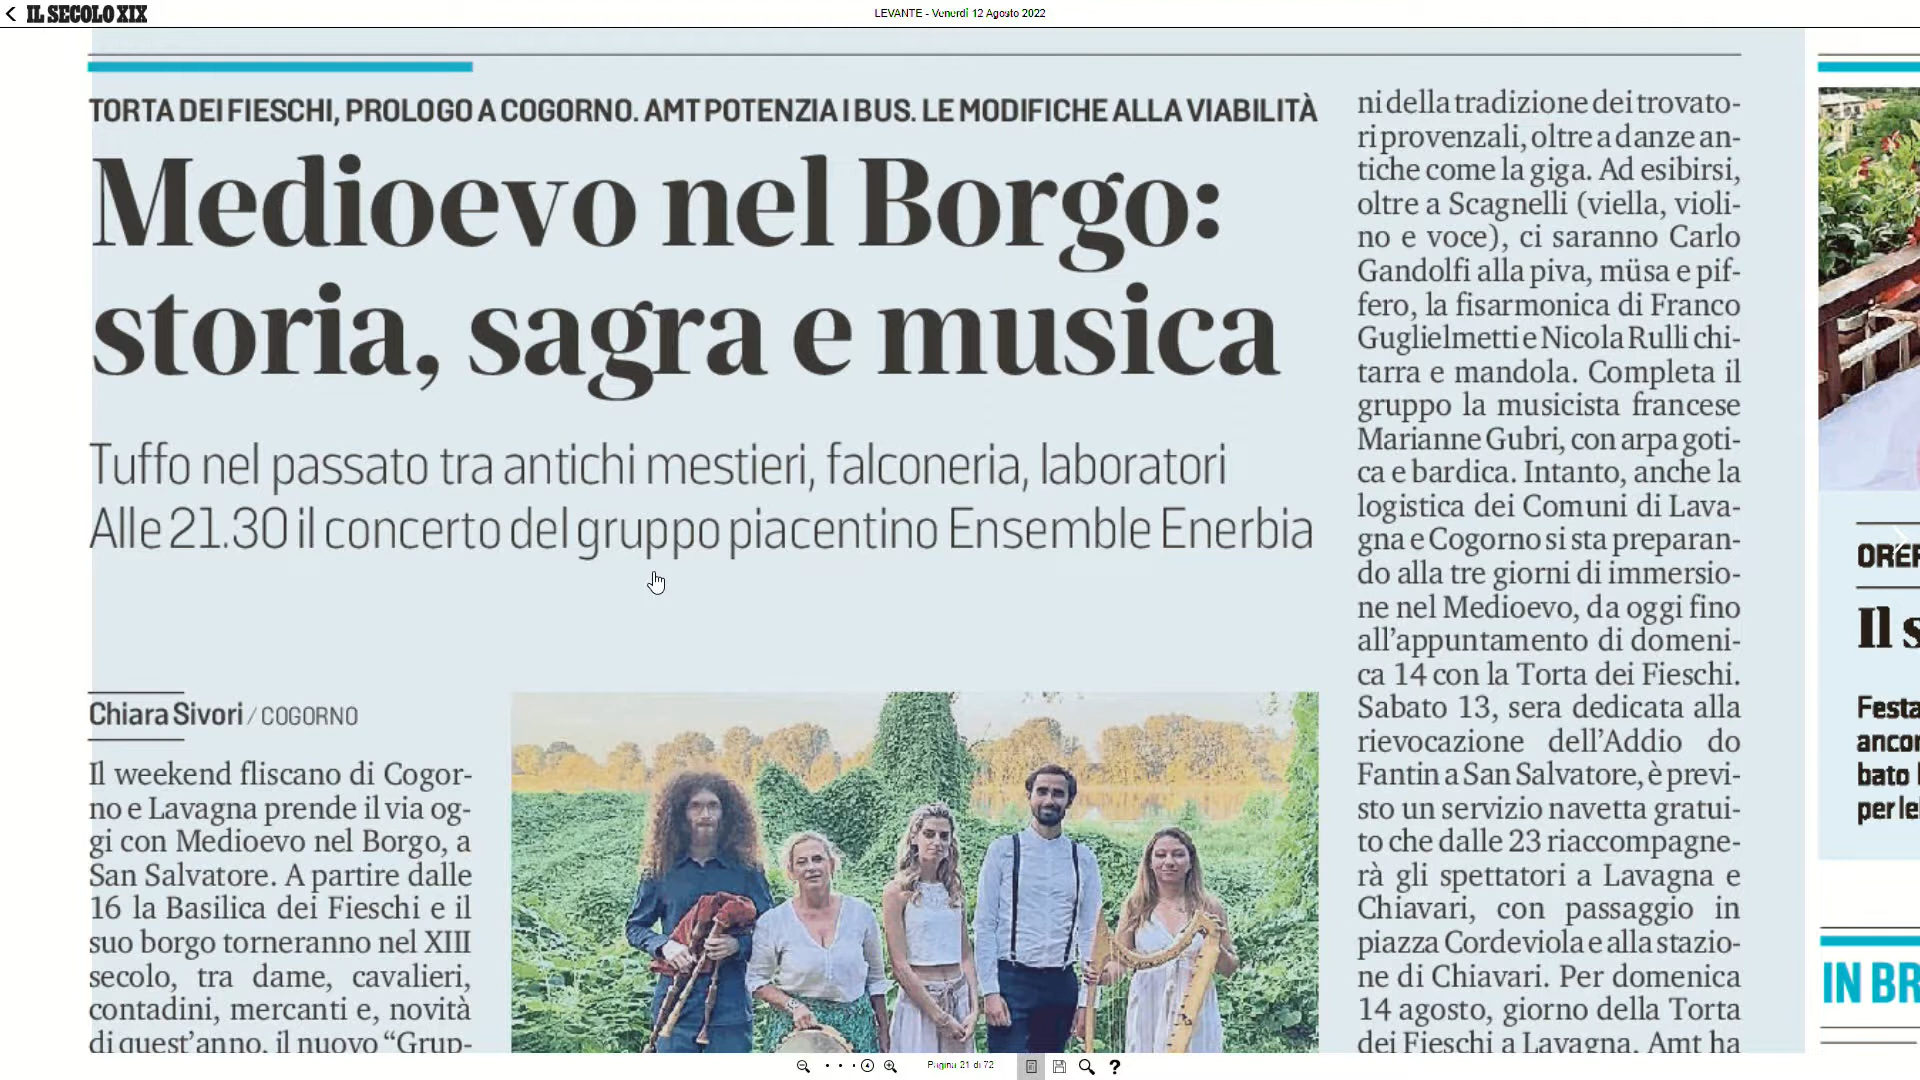 IL SECOLO XIX
LEVANTE - Venerdì 12 Agosto 2022
TORTA DEI FIESCHI, PROLOGO A COGORNO. AMT POTENZIA I BUS. LE MODIFICHE ALLA VIABILITÀ
Medioevo nel Borgo:
storia, sagra e musica
Tuffo nel passato tra antichi mestieri, falconeria, laboratori
Alle 21.30 il concerto del gruppo piacentino Ensemble Enerbia
Chiara Sivori / COGORNO
Il weekend fliscano di Cogor-
no e Lavagna prende il via og-
gi con Medioevo nel Borgo, a
San Salvatore. A partire dalle
16 la Basilica dei Fieschi e il
suo borgo torneranno nel XIII
secolo, tra dame, cavalieri,
contadini, mercanti e, novità
di quest'anno, il nuovo “Grup-
ni della tradizione dei trovato-
ri provenzali, oltre a danze an-
tiche come la giga. Ad esibirsi,
oltre a Scagnelli (viella, violi-
no e voce), ci saranno Carlo
Gandolfi alla piva, müsa e pif-
fero, la fisarmonica di Franco
Guglielmetti e Nicola Rulli chi-
tarra e mandola. Completa il
gruppo la musicista francese
Marianne Gubri, con arpa goti-
ca e bardica. Intanto, anche la
logistica dei Comuni di Lava-
gna e Cogorno si sta preparan-
do alla tre giorni di immersio-
ne nel Medioevo, da oggi fino
all'appuntamento di domeni-
ca 14 con la Torta dei Fieschi.
Sabato 13, sera dedicata alla
rievocazione dell'Addio do
Fantin a San Salvatore, è previ-
sto un servizio navetta gratui-
to che dalle 23 riaccompagne-
rà gli spettatori a Lavagna e
Chiavari, con passaggio in
piazza Cordeviola e alla stazio-
ne di Chiavari. Per domenica
14 agosto, giorno della Torta
dei Fieschi a Lavagna, Amt ha
Il s
Festa
bato
per le
IN BR
Pagina 21 di 72
?